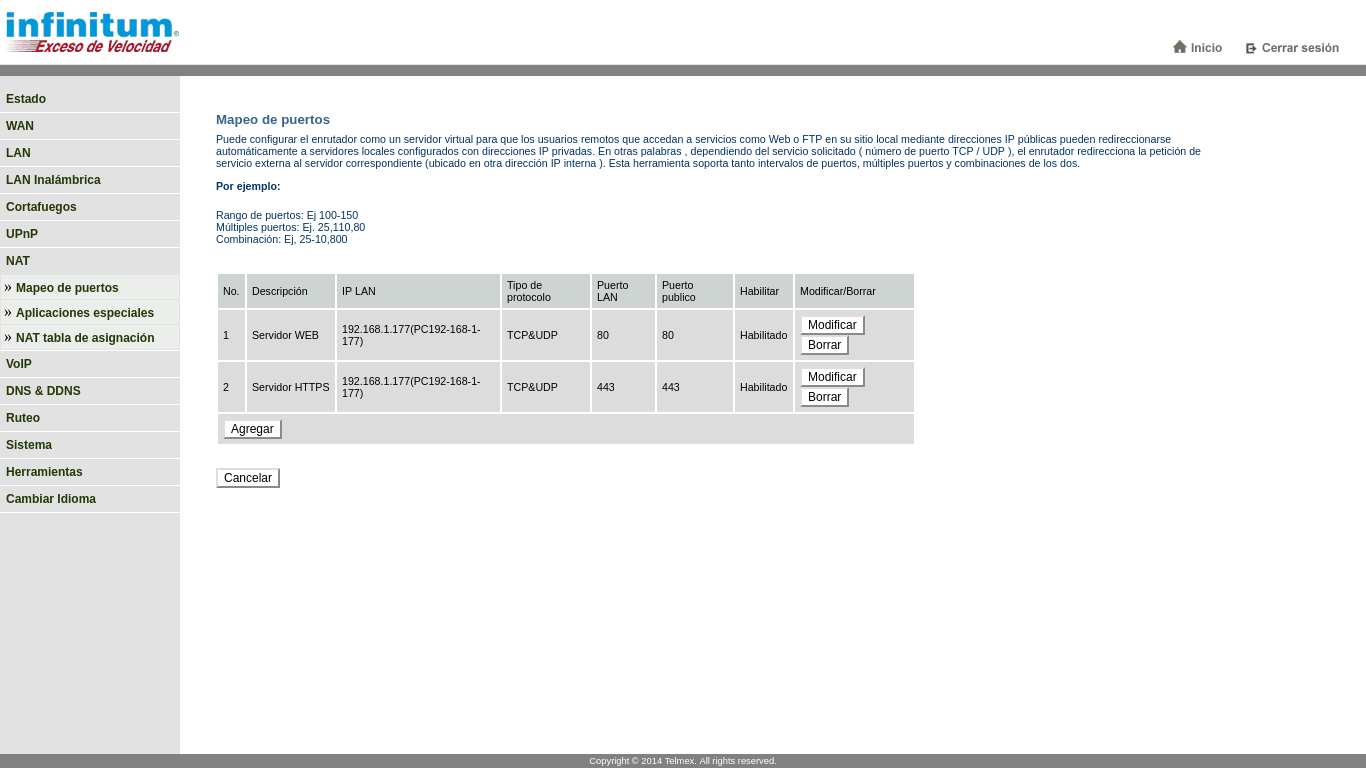 infinitum®
Exceso de Velocidad
Inicio
Cerrar sesión
Estado
WAN
LAN
LAN Inalámbrica
Cortafuegos
UPnP
NAT
» Mapeo de puertos
» Aplicaciones especiales
» NAT tabla de asignación
VoIP
DNS & DDNS
Ruteo
Sistema
Herramientas
Cambiar Idioma
Mapeo de puertos
Puede configurar el enrutador como un servidor virtual para que los usuarios remotos que accedan a servicios como Web o FTP en su sitio local mediante direcciones IP públicas pueden redireccionarse
automáticamente a servidores locales configurados con direcciones IP privadas. En otras palabras , dependiendo del servicio solicitado ( número de puerto TCP / UDP ), el enrutador redirecciona la petición de
servicio externa al servidor correspondiente (ubicado en otra dirección IP interna ). Esta herramienta soporta tanto intervalos de puertos, múltiples puertos y combinaciones de los dos.
Por ejemplo:
Rango de puertos: Ej 100-150
Múltiples puertos: Ej. 25,110,80
Combinación: Ej, 25-10,800
No. Descripción IP LAN Tipo de protocolo Puerto LAN Puerto publico Habilitar Modificar/Borrar
1 Servidor WEB 192.168.1.177(PC192-168-1-177) TCP&UDP 80 80 Habilitado Modificar Borrar
2 Servidor HTTPS 192.168.1.177(PC192-168-1-177) TCP&UDP 443 443 Habilitado Modificar Borrar
Agregar
Cancelar
Copyright © 2014 Telmex. All rights reserved.